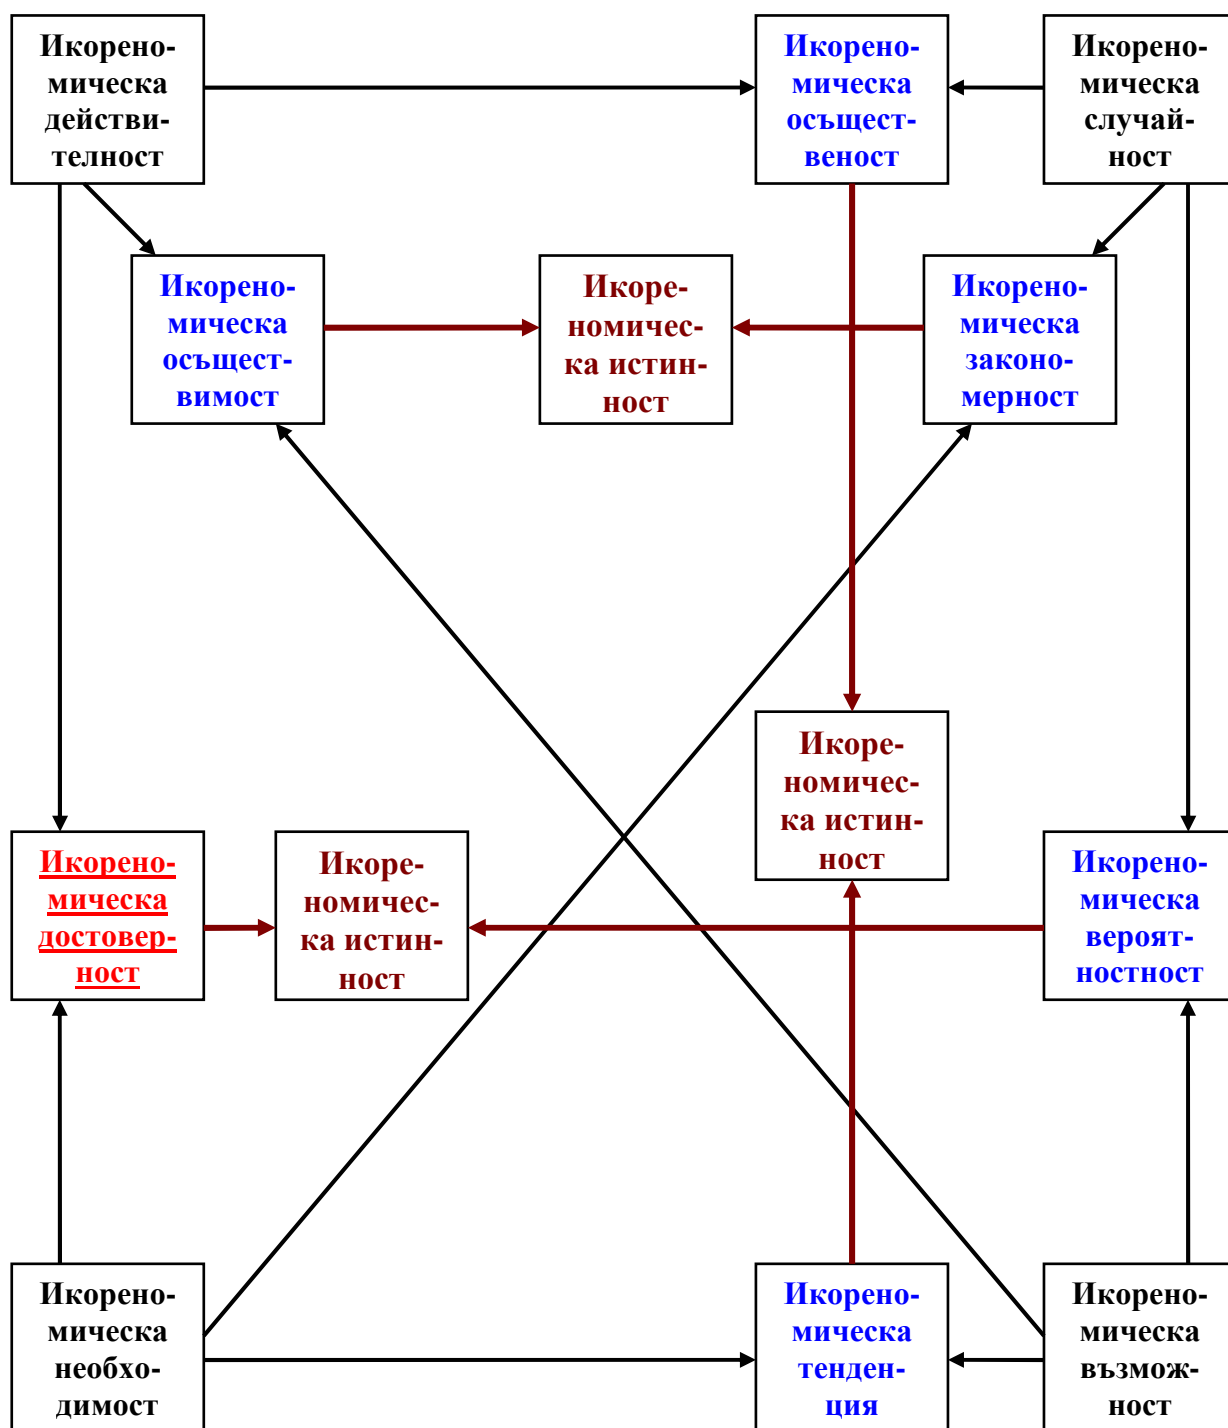 Икорено-
мическа
действи-
телност
Икорено-
мическа
осъщест-
веност
Икорено-
мическа
случай-
ност
Икорено-
мическа
осъщест-
вимост
Икоре-
номичес-
ка истин-
ност
Икорено-
мическа
законо-
мерност
Икоре-
номичес-
ка истин-
ност
Икорено-
мическа
достовер-
ност
Икоре-
номичес-
ка истин-
ност
Икорено-
мическа
вероят-
ностност
Икорено-
мическа
необхо-
димост
Икорено-
мическа
тенден-
ция
Икорено-
мическа
възмож-
ност